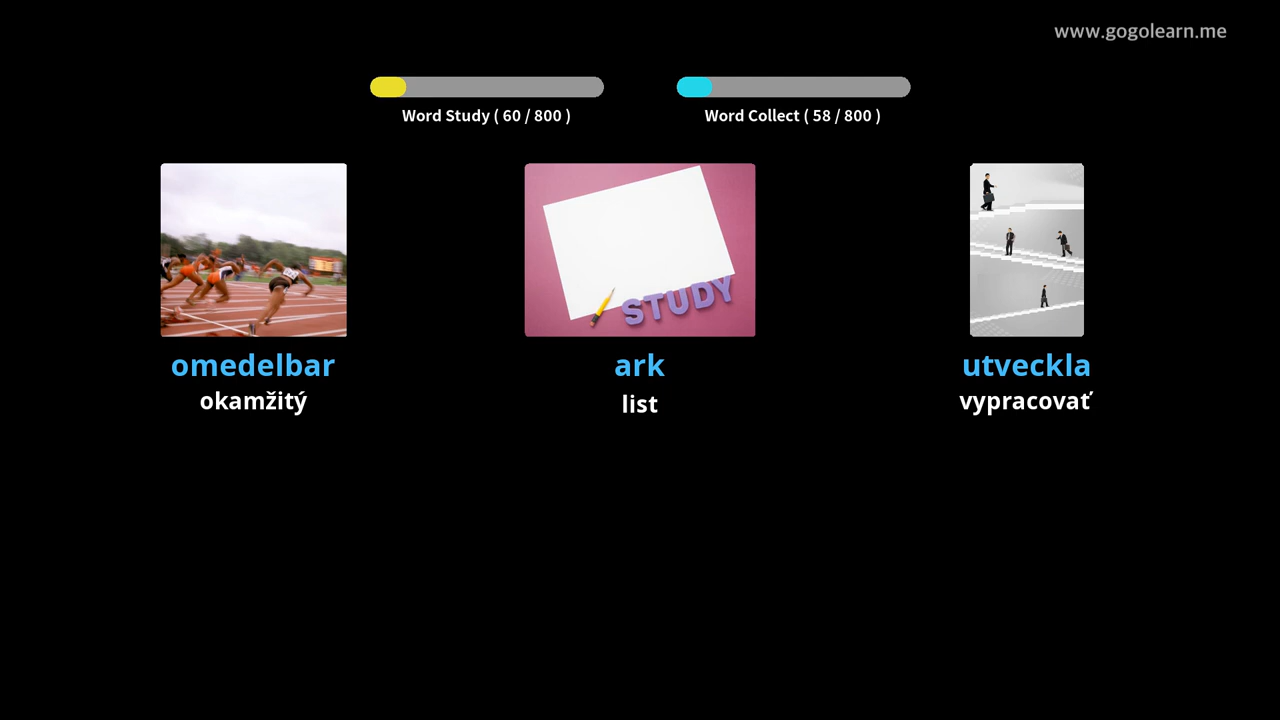 www.gogolearn.me
Word Study ( 60 / 800 )
Word Collect ( 58 / 800 )
STUDY
omedelbar
ark
utveckla
okamžitý
list
vypracovať